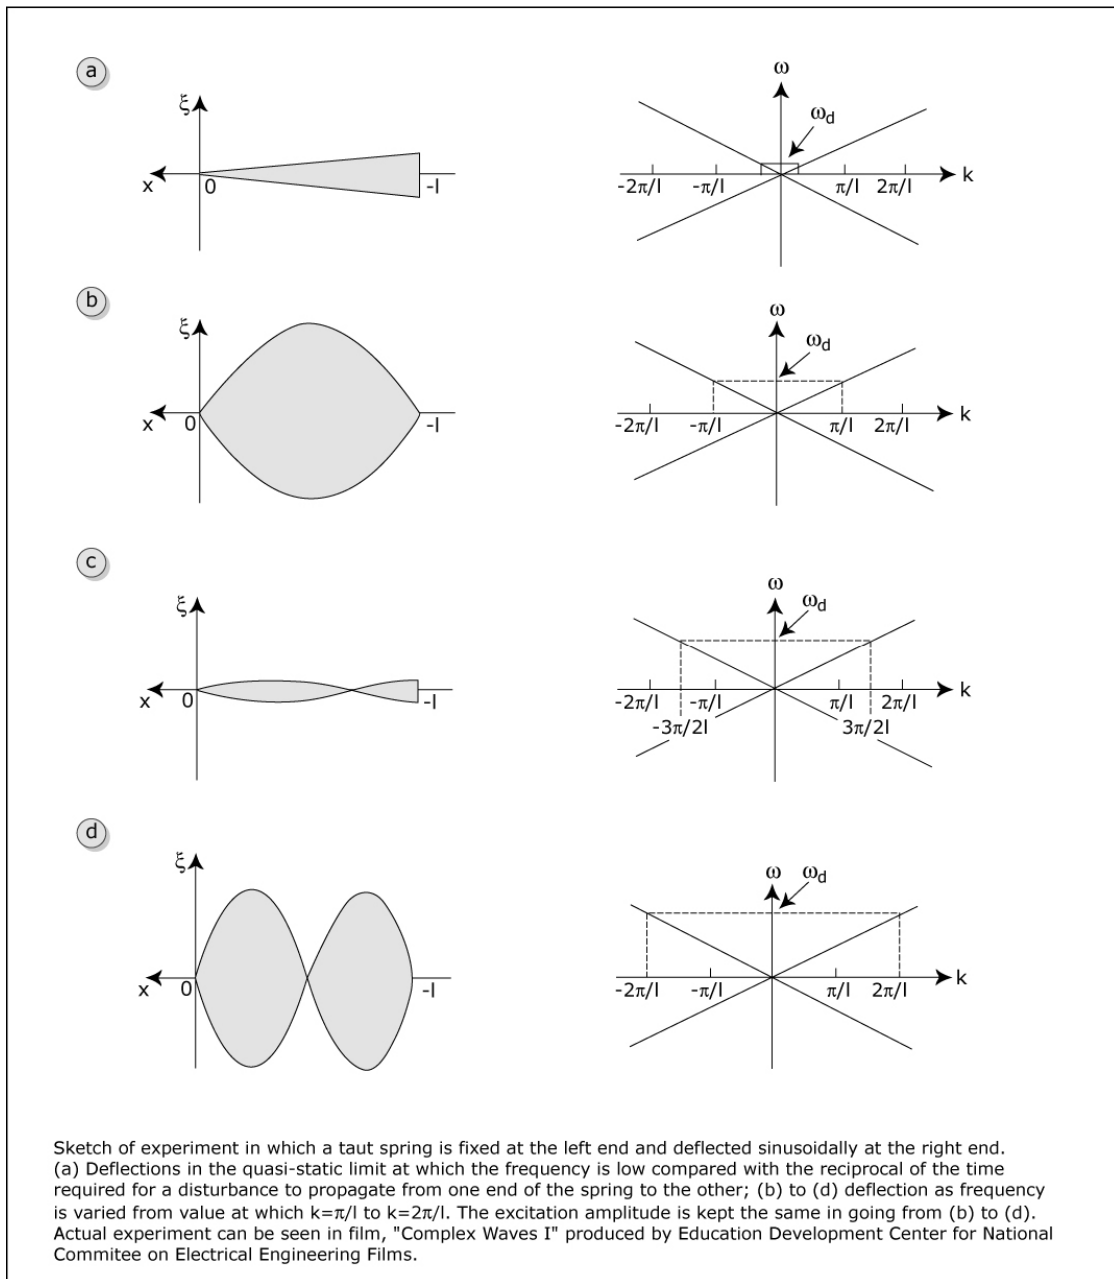 a
ξ
x
0
-l
ω
ωd
-2π/l -π/l π/l 2π/l k
b
ξ
x
0
-l
ω
ωd
-2π/l -π/l π/l 2π/l k
c
ξ
x
0
-l
ω
ωd
-2π/l -π/l π/l 2π/l k
-3π/2l 3π/2l
d
ξ
x
0
-l
ω ωd
-2π/l -π/l π/l 2π/l k
Sketch of experiment in which a taut spring is fixed at the left end and deflected sinusoidally at the right end.
(a) Deflections in the quasi-static limit at which the frequency is low compared with the reciprocal of the time
required for a disturbance to propagate from one end of the spring to the other; (b) to (d) deflection as frequency
is varied from value at which k=π/l to k=2π/l. The excitation amplitude is kept the same in going from (b) to (d).
Actual experiment can be seen in film, "Complex Waves I" produced by Education Development Center for National
Commitee on Electrical Engineering Films.